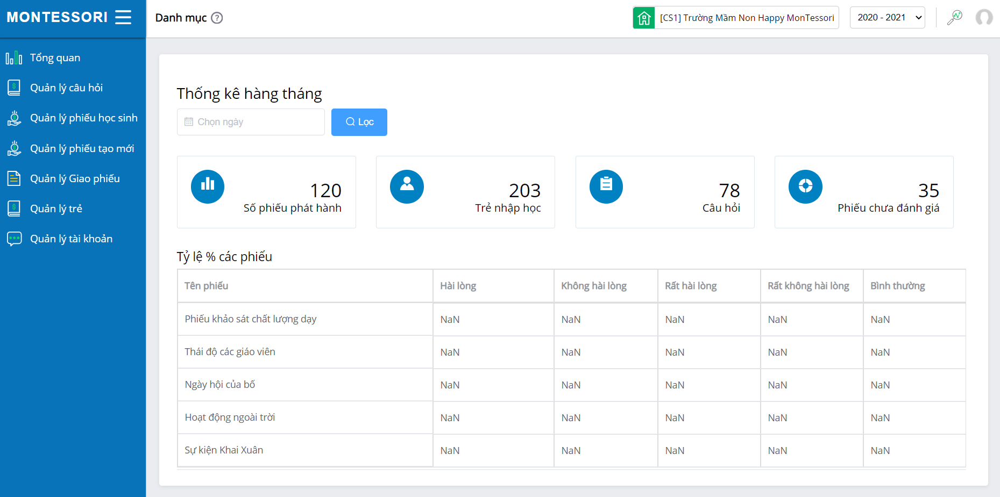 MONTESSORI
Danh mục ?
[CS1] Trường Mầm Non Happy MonTessori
2020 - 2021
Tổng quan
Quản lý câu hỏi
Quản lý phiếu học sinh
Quản lý phiếu tạo mới
Quản lý Giao phiếu
Quản lý trẻ
Quản lý tài khoản
Thống kê hàng tháng
Chọn ngày
Lọc
120
Số phiếu phát hành
203
Trẻ nhập học
78
Câu hỏi
35
Phiếu chưa đánh giá
Tỷ lệ % các phiếu
Tên phiếu Hài lòng Không hài lòng Rất hài lòng Rất không hài lòng Bình thường
Phiếu khảo sát chất lượng dạy NaN NaN NaN NaN NaN
Thái độ các giáo viên NaN NaN NaN NaN NaN
Ngày hội của bố NaN NaN NaN NaN NaN
Hoạt động ngoài trời NaN NaN NaN NaN NaN
Sự kiện Khai Xuân NaN NaN NaN NaN NaN